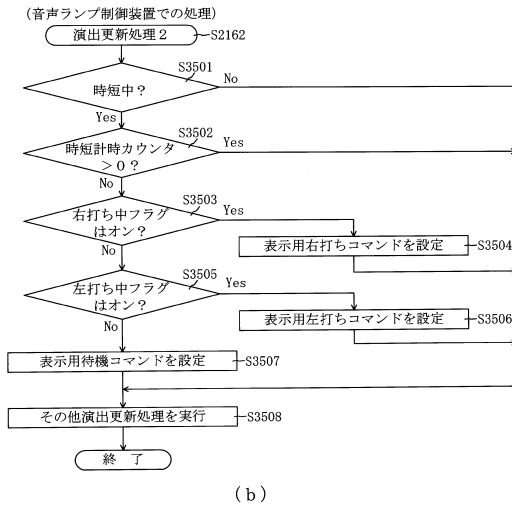 (音声ランプ制御装置での処理)
演出更新処理2
S2162
S3501
時短中?
No
Yes
S3502
時短計時カウンタ
>0?
Yes
No
S3503
右打ち中フラグ
はオン?
Yes
表示用右打ちコマンドを設定
S3504
No
S3505
左打ち中フラグ
はオン?
Yes
表示用左打ちコマンドを設定
S3506
No
表示用待機コマンドを設定
S3507
その他演出更新処理を実行
S3508
終 了
(b)